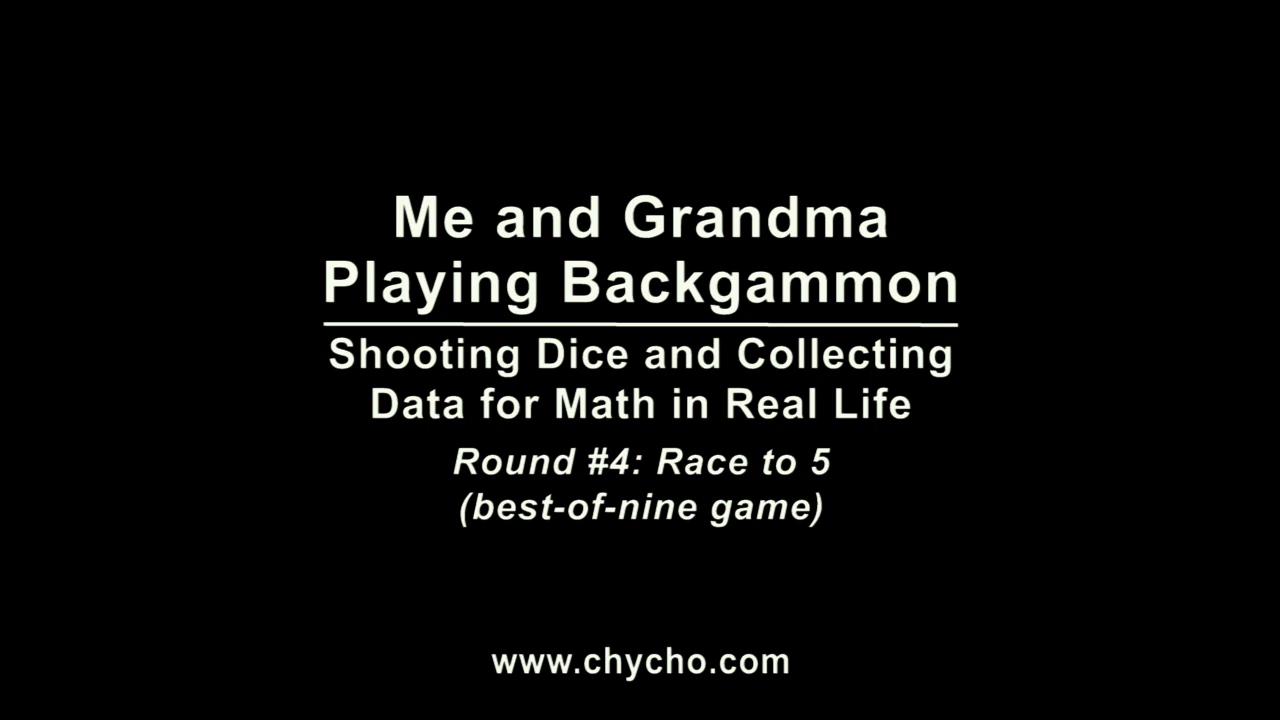 Me and Grandma
Playing Backgammon
Shooting Dice and Collecting
Data for Math in Real Life
Round #4: Race to 5
(best-of-nine game)
www.chycho.com